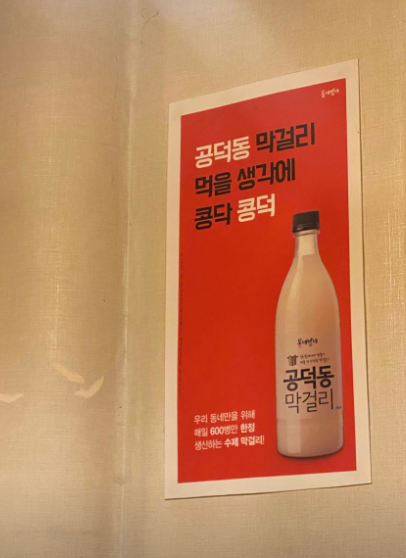 공덕동 막걸리
먹을 생각에
콩닥 콩덕
우리 동네만을 위해
매일 600병만 한정
생산하는 수제 막걸리!
공덕동
막걸리